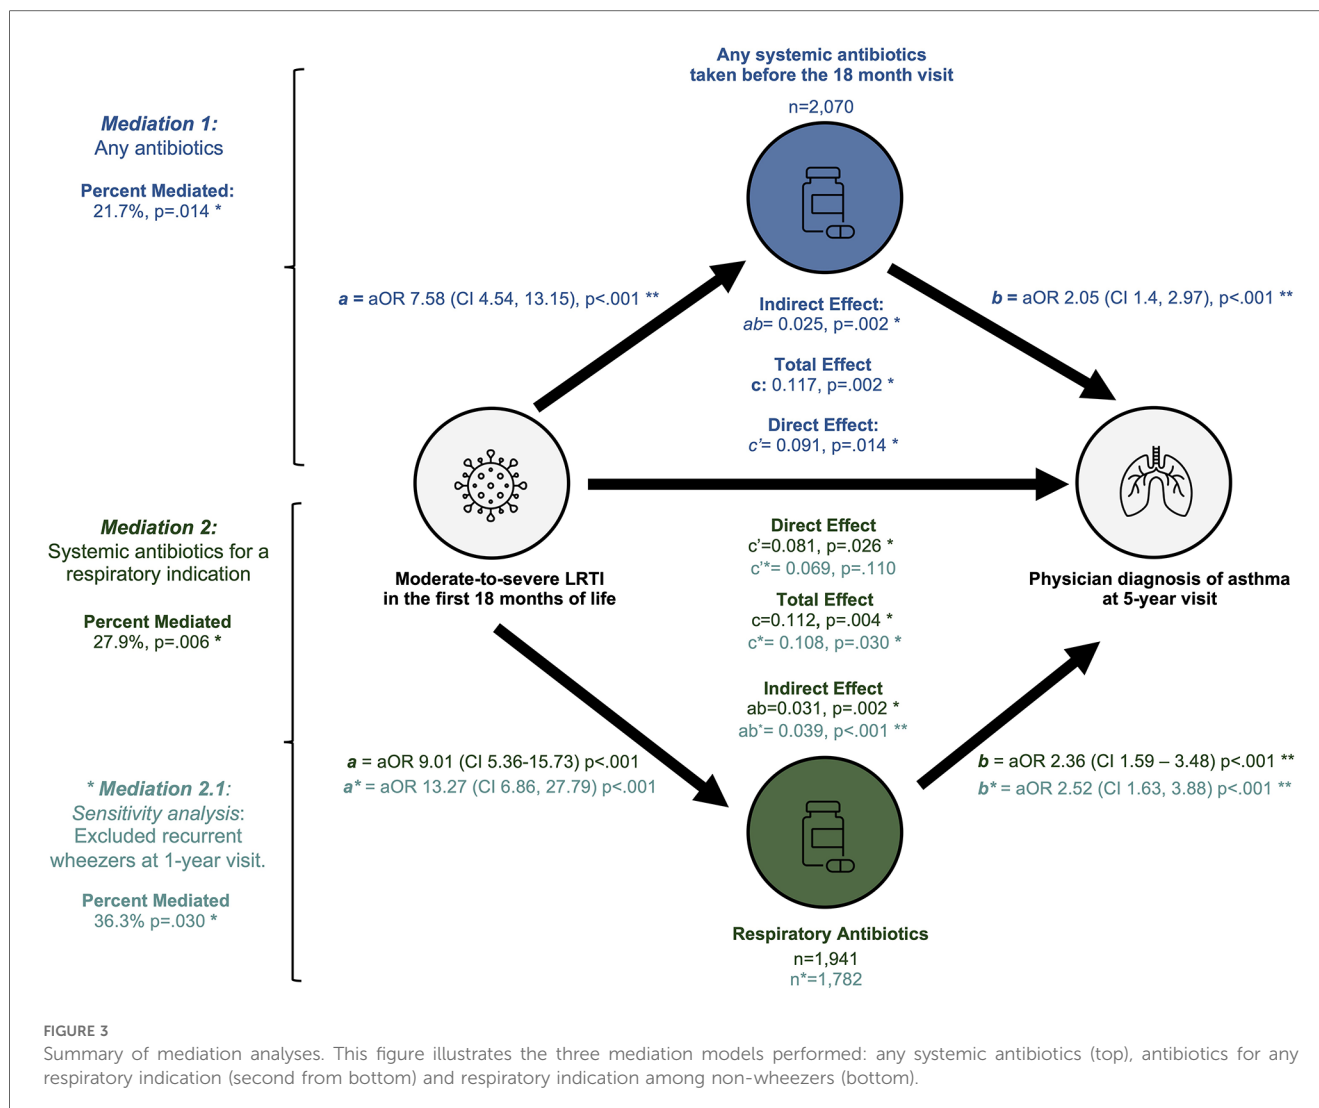 Any systemic antibiotics
taken before the 18 month visit
n=2,070
Mediation 1:
Any antibiotics
Percent Mediated:
21.7%, p=.014 *
a = aOR 7.58 (CI 4.54, 13.15), p<.001 **
b = aOR 2.05 (CI 1.4, 2.97), p<.001 **
Indirect Effect:
ab= 0.025, p=.002 *
Total Effect
c: 0.117, p=.002 *
Direct Effect:
c'= 0.091, p=.014 *
Mediation 2:
Systemic antibiotics for a
respiratory indication
Percent Mediated
27.9%, p=.006 *
Moderate-to-severe LRTI
in the first 18 months of life
Direct Effect
c'=0.081, p=.026 *
c'*= 0.069, p=.110
Total Effect
c=0.112, p=.004 *
c*= 0.108, p=.030 *
Indirect Effect
ab=0.031, p=.002 *
ab*= 0.039, p<.001 **
Physician diagnosis of asthma
at 5-year visit
a = aOR 9.01 (CI 5.36-15.73) p<.001
a* = aOR 13.27 (CI 6.86, 27.79) p<.001
b = aOR 2.36 (CI 1.59 – 3.48) p<.001 **
b* = aOR 2.52 (CI 1.63, 3.88) p<.001 **
* Mediation 2.1:
Sensitivity analysis:
Excluded recurrent
wheezers at 1-year visit.
Percent Mediated
36.3% p=.030 *
Respiratory Antibiotics
n=1,941
n*=1,782
FIGURE 3
Summary of mediation analyses. This figure illustrates the three mediation models performed: any systemic antibiotics (top), antibiotics for any
respiratory indication (second from bottom) and respiratory indication among non-wheezers (bottom).